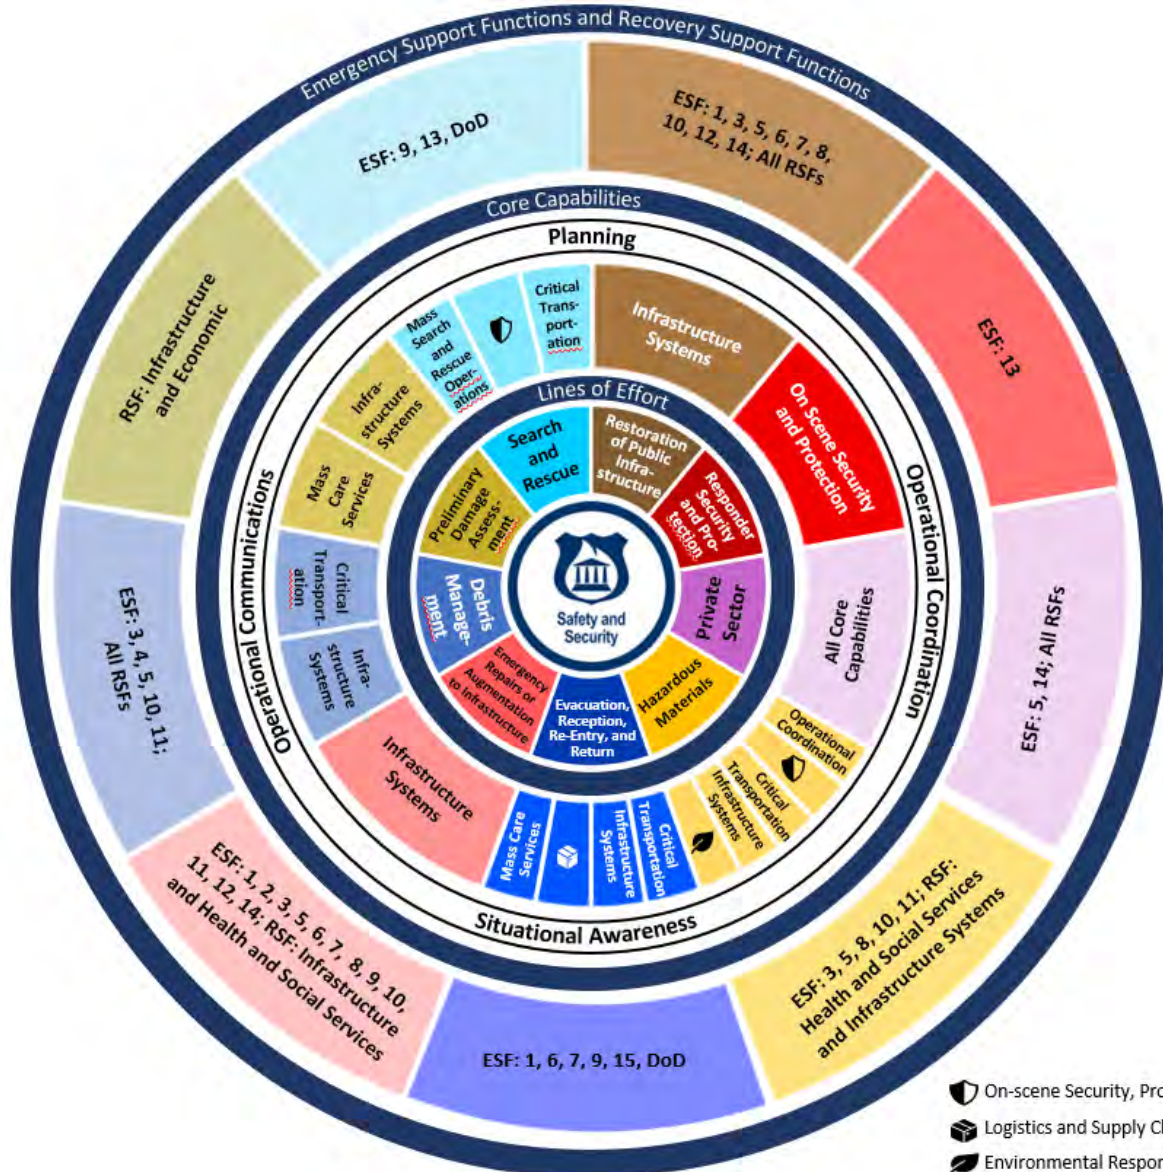 Emergency Support Functions and Recovery Support Functions
ESF: 9, 13, DoD
ESF: 1, 3, 5, 6, 7, 8,
10, 12, 14; All RSFs
ESF: 13
ESF: 5, 14; All RSFs
ESF: 3, 5, 8, 10, 11; RSF:
Health and Social Services
and Infrastructure Systems
ESF: 1, 6, 7, 9, 15, DoD
ESF: 1, 2, 3, 5, 6, 7, 8, 9, 10,
11, 12, 14; RSF: Infrastructure
and Health and Social Services
ESF: 3, 4, 5, 10, 11;
All RSFs
RSF: Infrastructure
and Economic
Core Capabilities
Planning
Operational Coordination
Situational Awareness
Operational Communications
Mass
Search
and
Rescue
Oper-
ations
Critical
Trans-
port-
ation
Infrastructure
Systems
On Scene Security
and Protection
All Core
Capabilities
Operational
Coordination
Critical
Transportation
Infrastructure
Systems
Critical
Transportation
Infrastructure
Systems
Mass Care
Services
Infrastructure
Systems
Infra-
structure
Systems
Critical
Transport-
ation
Mass
Care
Services
Infra-
structure
Systems
Lines of Effort
Search
and
Rescue
Restoration
of Public
Infra-
structure
Responder
Security
and Pro-
tection
Private
Sector
Hazardous
Materials
Evacuation,
Reception,
Re-Entry, and
Return
Emergency
Repairs or
Augmentation
to Infrastructure
Debris
Manage-
ment
Preliminary
Damage
Assess-
ment
Safety and
Security
On-scene Security, Pro
Logistics and Supply Cl
Environmental Respor